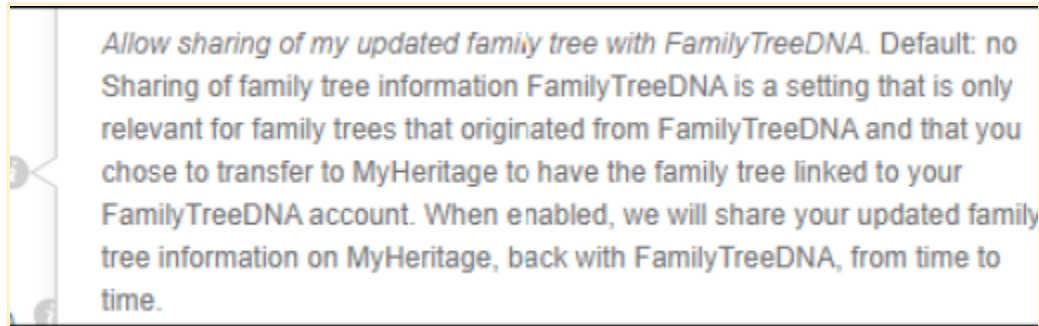 Allow sharing of my updated family tree with FamilyTreeDNA. Default: no
Sharing of family tree information FamilyTreeDNA is a setting that is only
relevant for family trees that originated from FamilyTreeDNA and that you
chose to transfer to MyHeritage to have the family tree linked to your
FamilyTreeDNA account. When enabled, we will share your updated family
tree information on MyHeritage, back with FamilyTreeDNA, from time to
time.